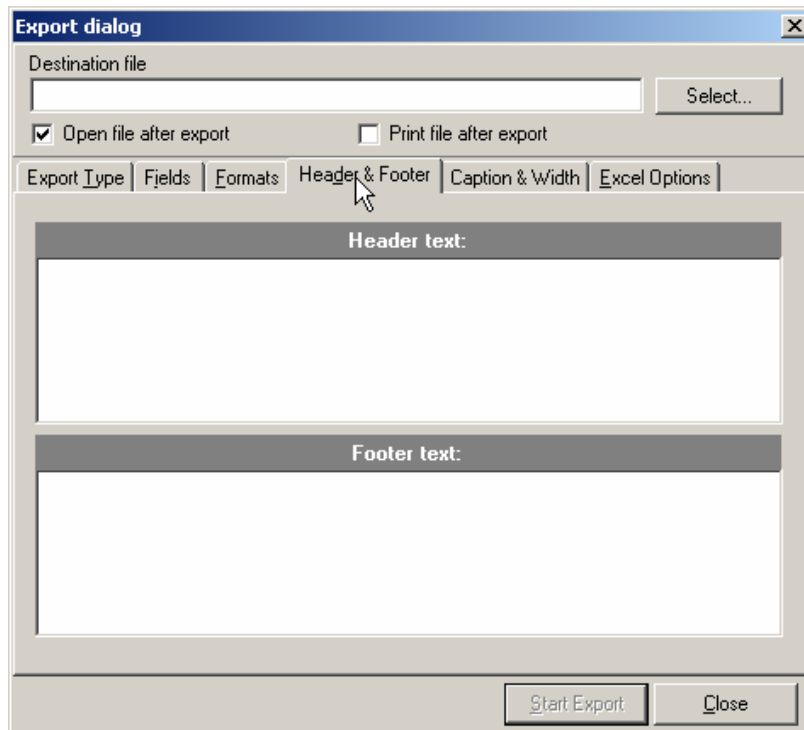 Export dialog
Destination file
Select...
Open file after export Print file after export
Export Type Fields Formats Header & Footer Caption & Width Excel Options
Header text:
Footer text:
Start Export Close